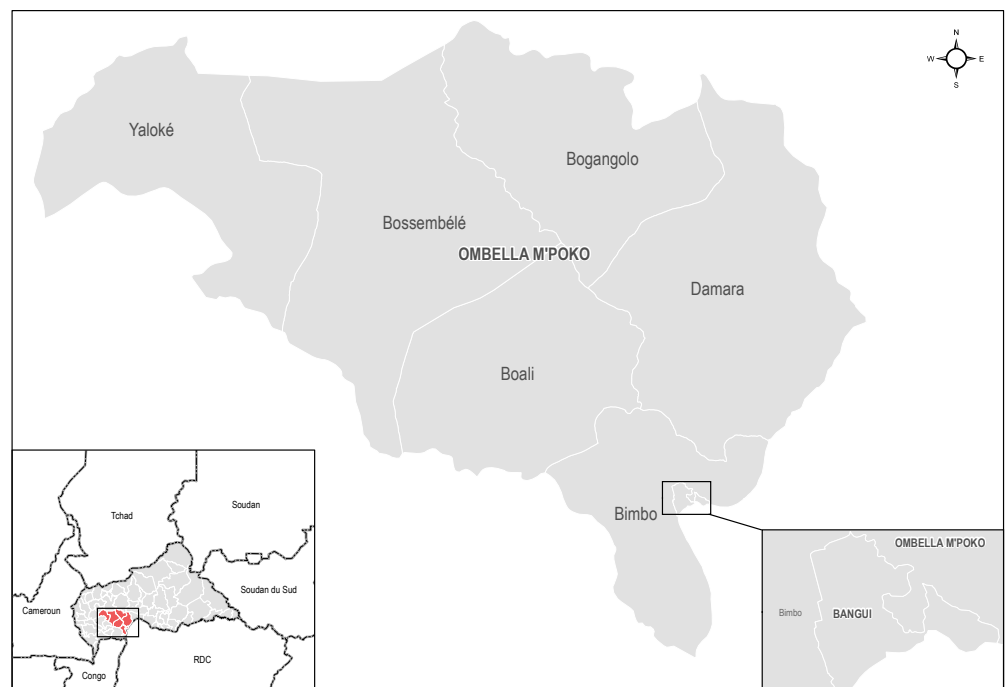 N
W E
S
Yaloké
Bogangolo
Bossembélé
OMBELLA M'POKO
Damara
Boali
Bimbo
Tchad
Soudan
Soudan du Sud
Cameroun
RDC
Congo
OMBELLA M'POKO
Bimbo
BANGUI